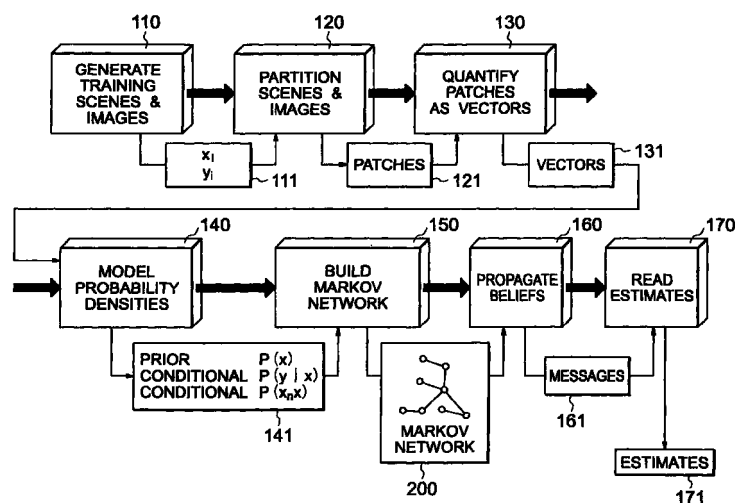 110
120
130
GENERATE
TRAINING
SCENES &
IMAGES
PARTITION
SCENES &
IMAGES
QUANTIFY
PATCHES
AS VECTORS
131
xi
yi
111
PATCHES
121
VECTORS
140
150
160
170
MODEL
PROBABILITY
DENSITIES
BUILD
MARKOV
NETWORK
PROPAGATE
BELIEFS
READ
ESTIMATES
PRIOR P(x)
CONDITIONAL P(y|x)
CONDITIONAL P(xnx)
141
MARKOV
NETWORK
200
MESSAGES
161
ESTIMATES
171